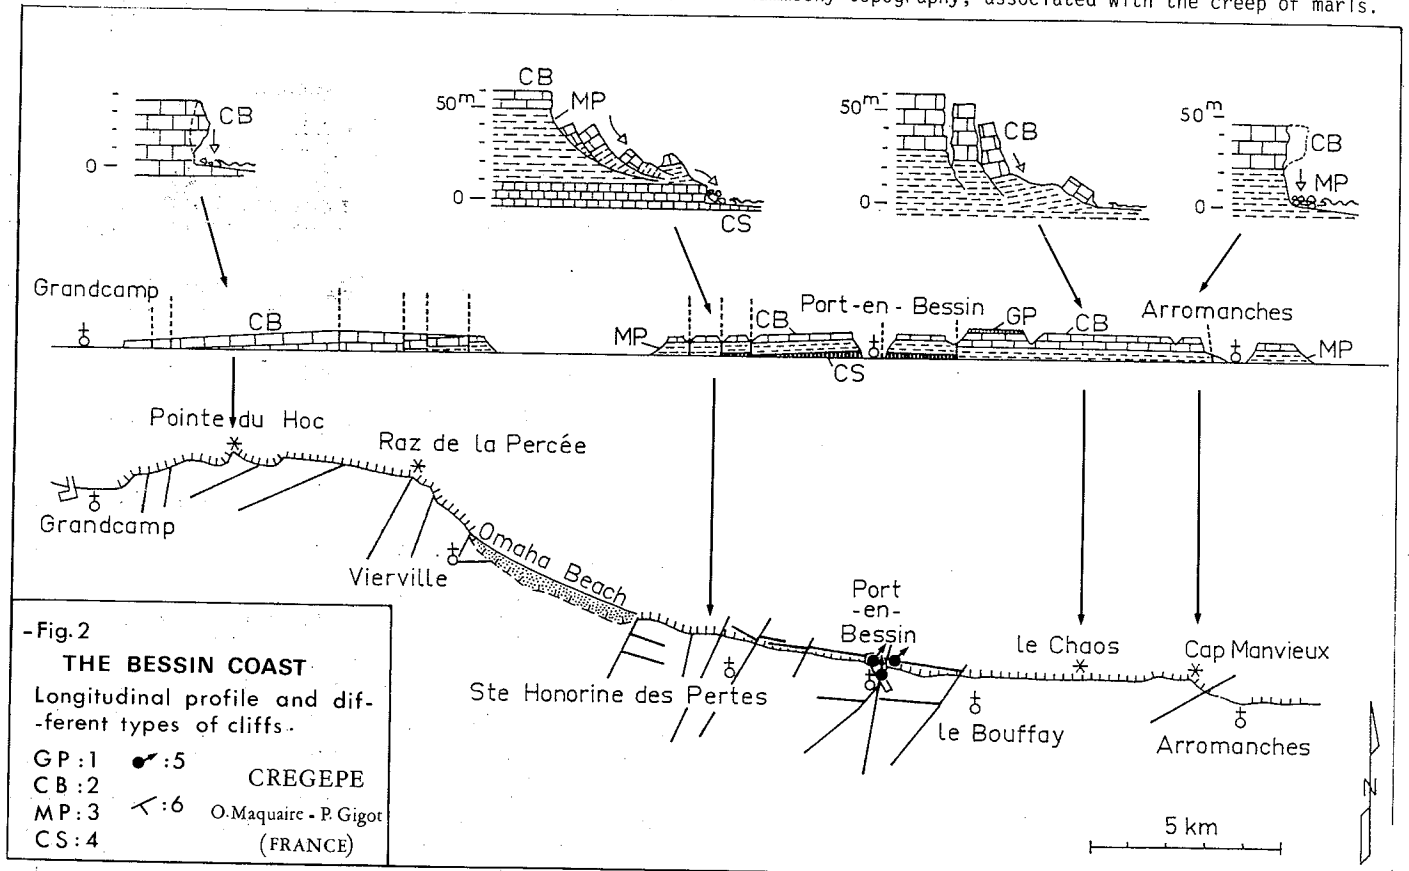 topography, associated with the creep of marls.
CB
0
CB
MP
50m
0
CS
50m
CB
0
50m
CB
MP
0
Grandcamp
CB
MP
CB
CS
Port-en-Bessin
GP
CB
Arromanches
MP
Pointe du Hoc
Raz de la Percée
Grandcamp
Vierville
Omaha Beach
Ste Honorine des Pertes
Port
-en-
Bessin
le Bouffay
le Chaos
Cap Manvieux
Arromanches
N
5 km
-Fig.2
THE BESSIN COAST
Longitudinal profile and dif-
-ferent types of cliffs.
GP:1
CB:2
MP:3
CS:4
:5
:6
CREGEPE
O.Maquaire - P. Gigot
(FRANCE)